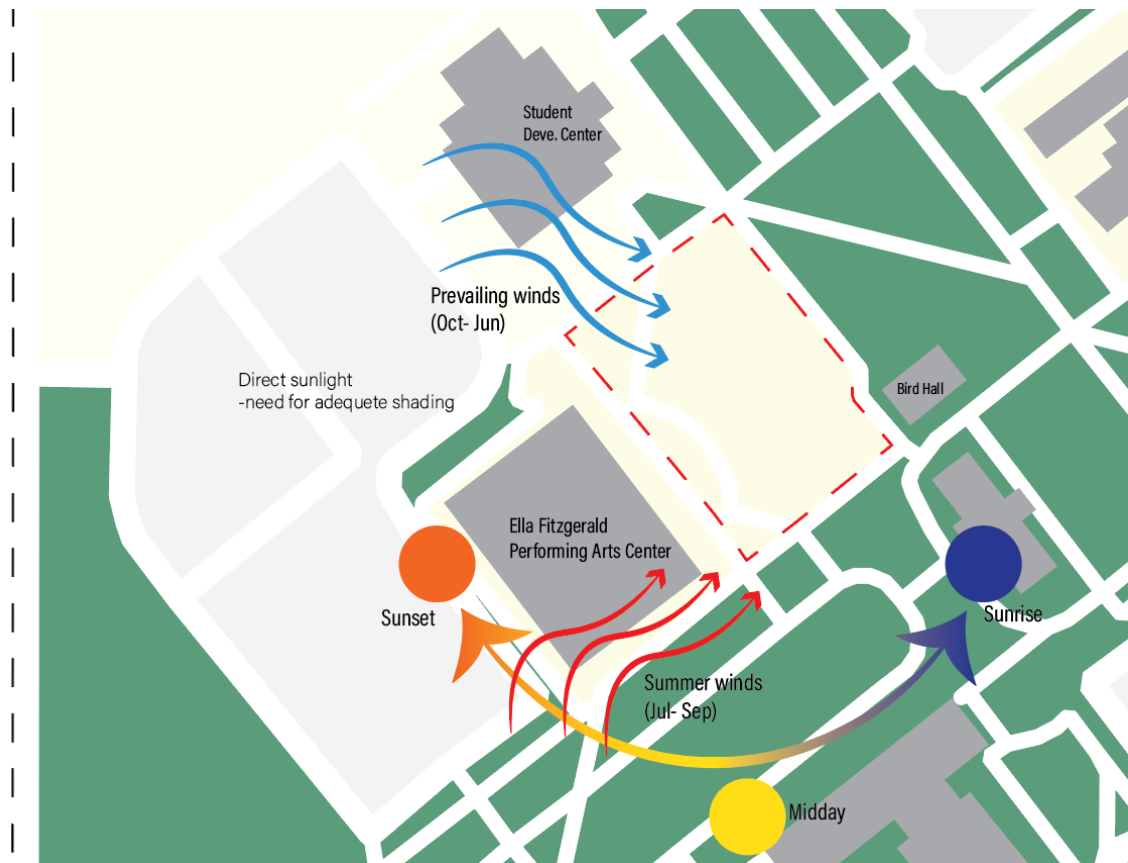 Student
Deve. Center
Prevailing winds
(Oct- Jun)
Direct sunlight
-need for adequete shading
Bird Hall
Ella Fitzgerald
Performing Arts Center
Sunset
Sunrise
Summer winds
(Jul- Sep)
Midday